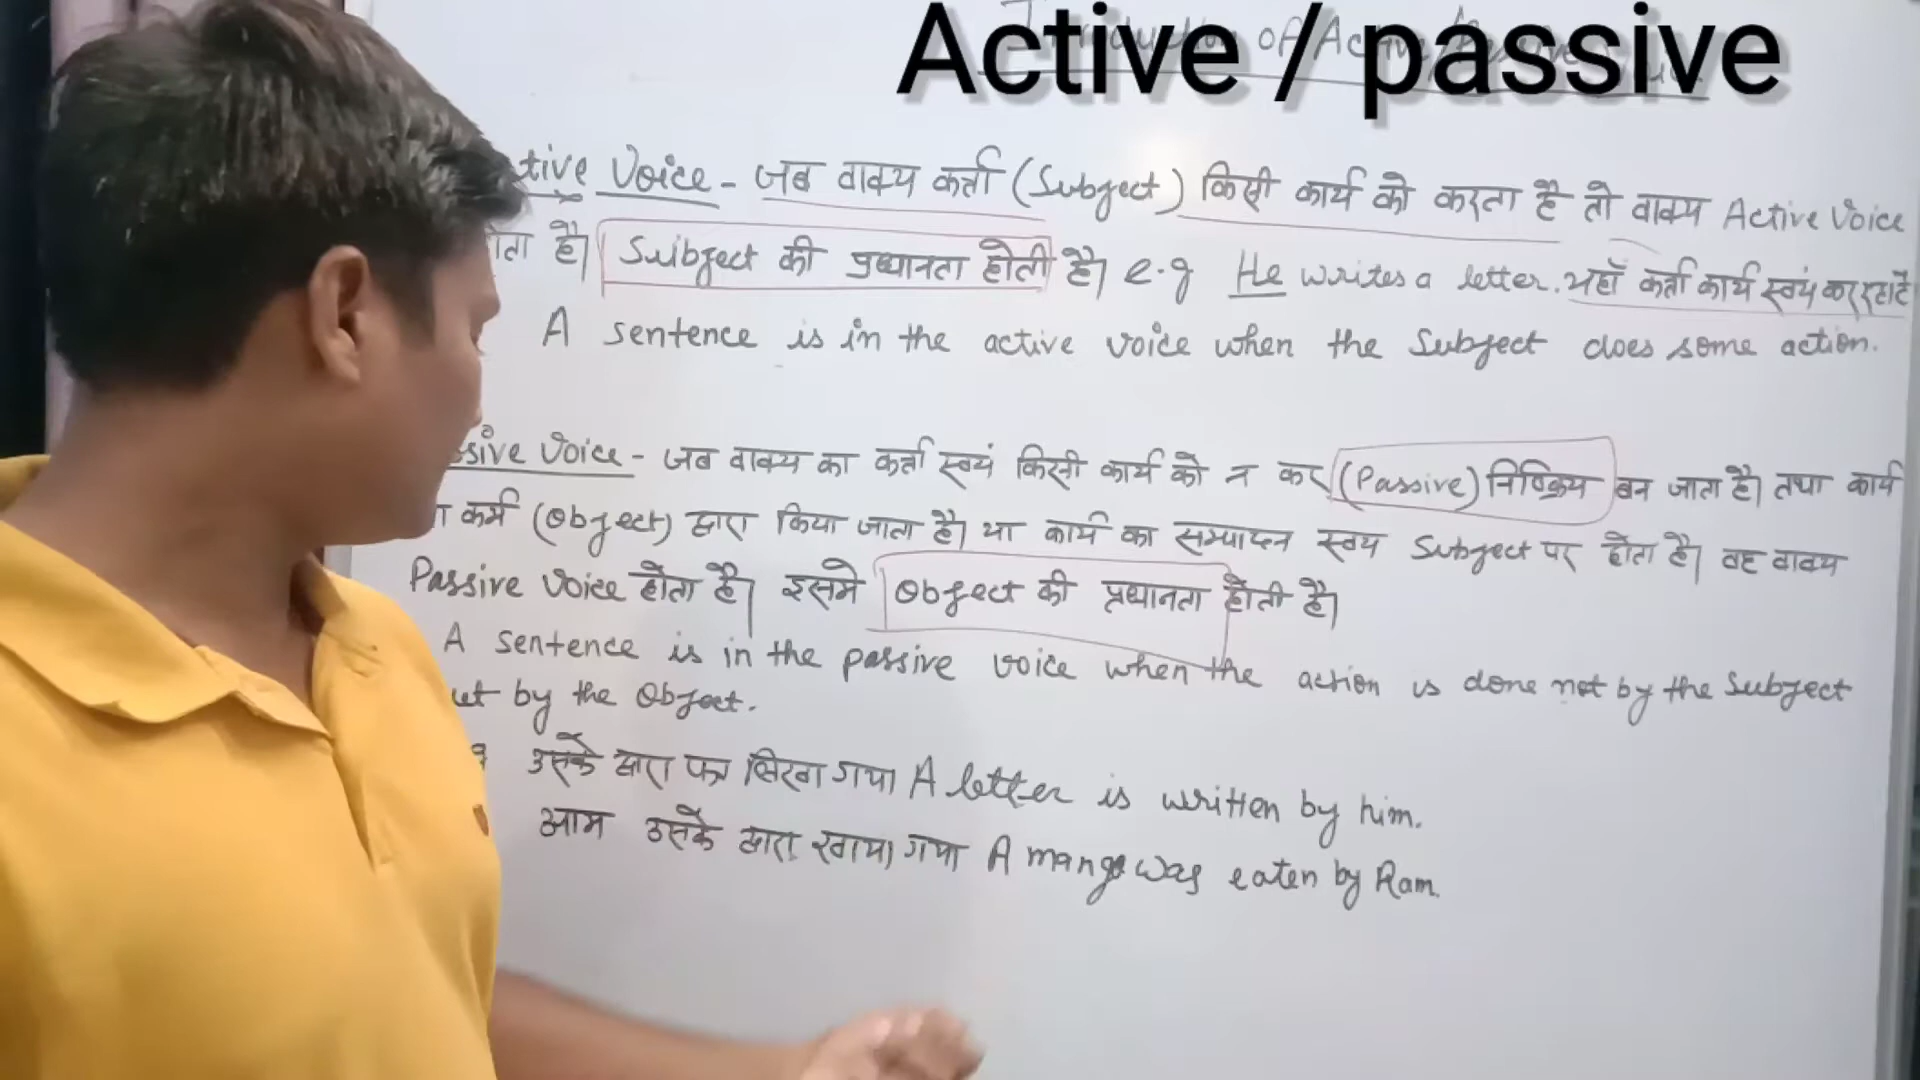 Active / passive
of Active
tive Voice - जब वाक्य कर्ता (Subject) किसी कार्य को करता है तो वाक्य Active Voice
ता है। Subject की प्रधानता होती है। e.g He writes a letter. यहाँ कर्ता कार्य स्वयं कर रहा है
A sentence is in the active voice when the Subject does some action.
sive Voice - जब वाक्य का कर्ता स्वयं किसी कार्य को न कर (Passive) निष्क्रिय बन जाता है। तथा कार्य
कर्म (Object) द्वारा किया जाता है। या कार्य का सम्पादन स्वय Subject पर होता है। वह वाक्य
Passive Voice होता है। इसमे Object की प्रधानता होती है।
A sentence is in the passive voice when the action is done not by the Subject
ut by the Object.
उसके द्वारा पत्र लिखा गया A letter is written by him.
आम उसके द्वारा खाया गया A mango was eaten by Ram.